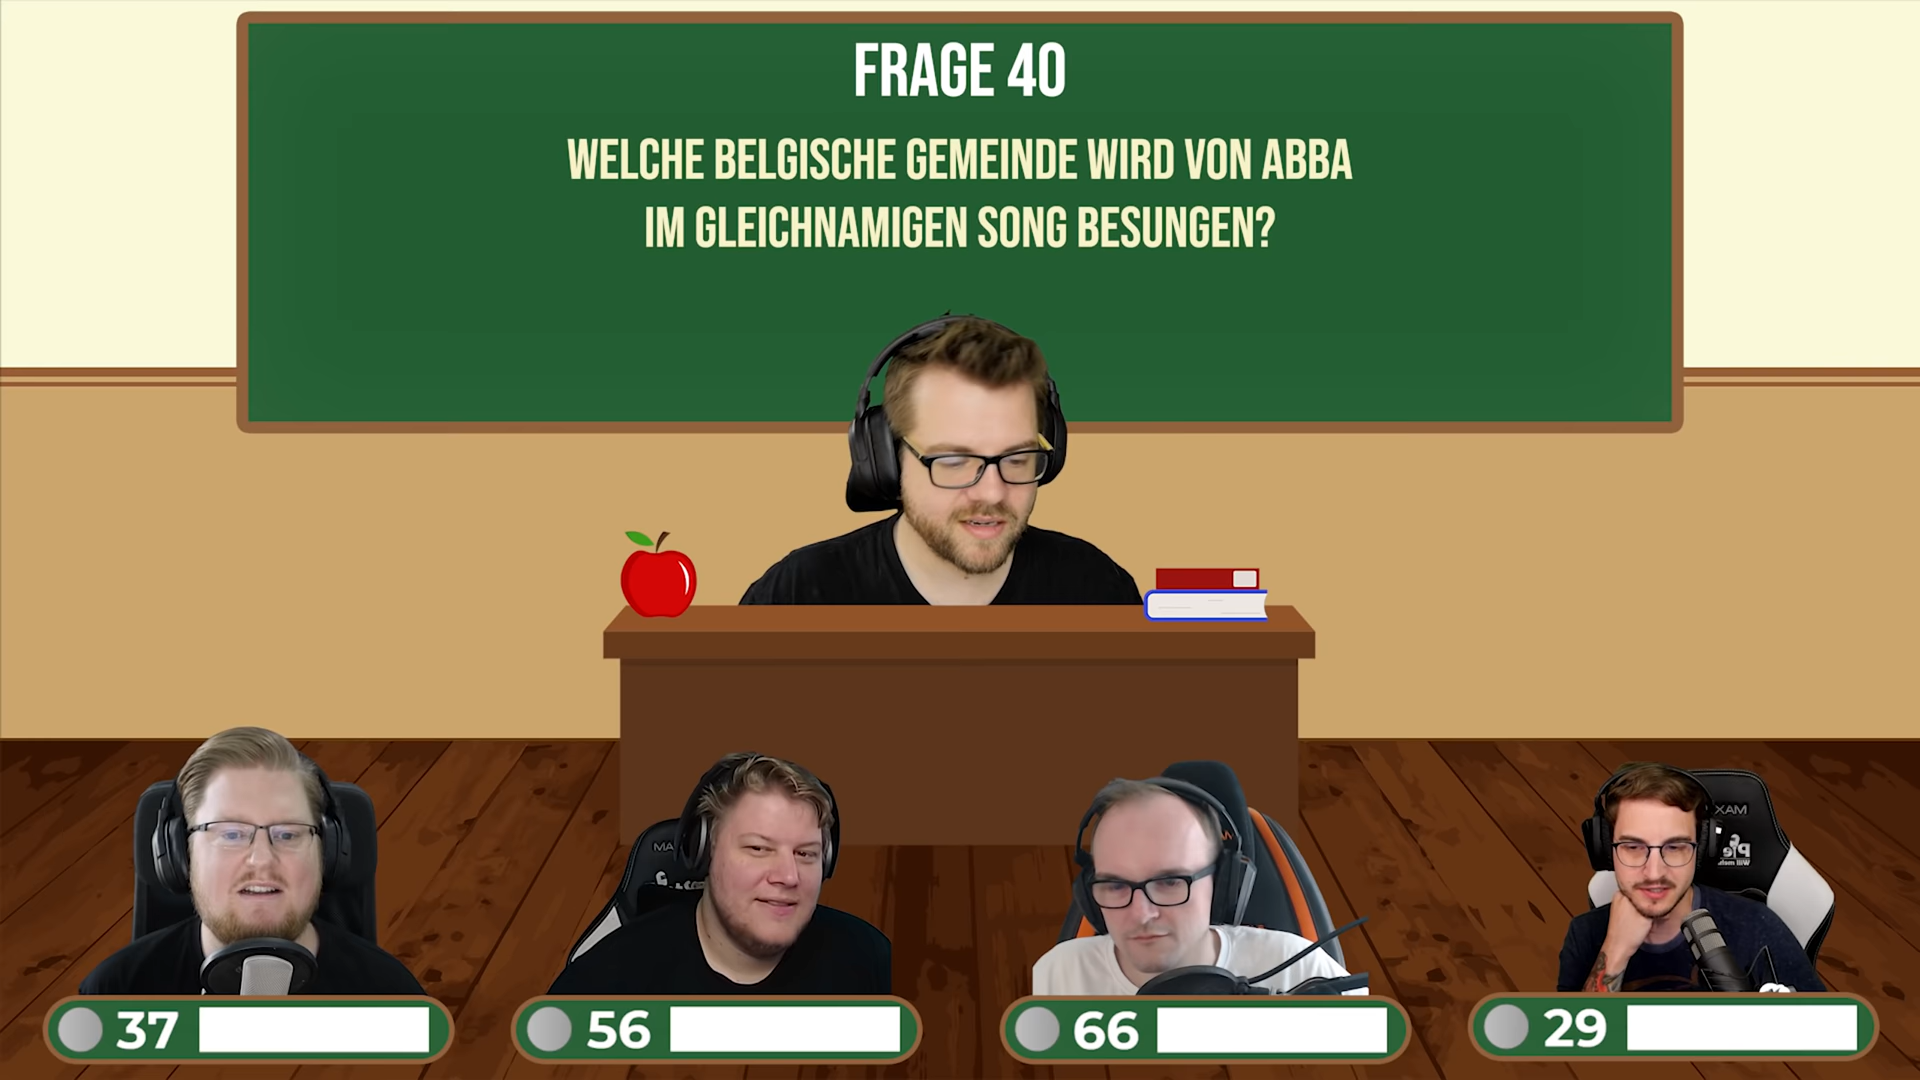 FRAGE 40
WELCHE BELGISCHE GEMEINDE WIRD VON ABBA
IM GLEICHNAMIGEN SONG BESUNGEN?
37
56
66
29